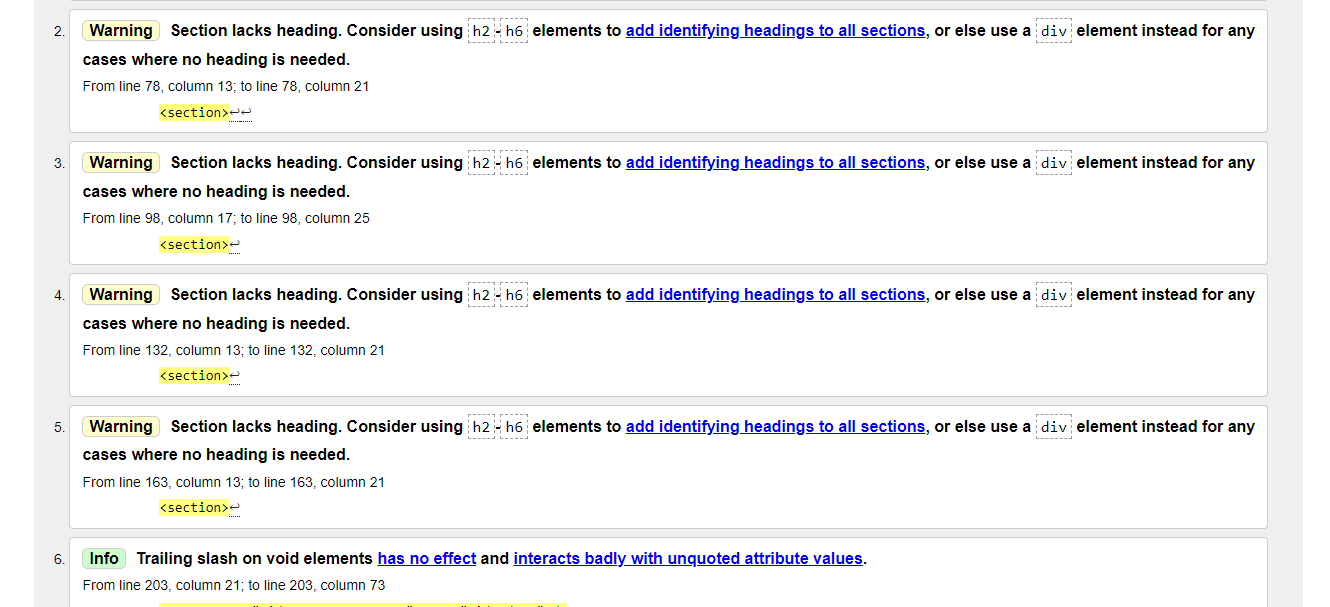 2. Warning Section lacks heading. Consider using h2-h6 elements to add identifying headings to all sections, or else use a div element instead for any
cases where no heading is needed.
From line 78, column 13; to line 78, column 21
<section>↩↩
3. Warning Section lacks heading. Consider using h2-h6 elements to add identifying headings to all sections, or else use a div element instead for any
cases where no heading is needed.
From line 98, column 17; to line 98, column 25
<section>↩
4. Warning Section lacks heading. Consider using h2-h6 elements to add identifying headings to all sections, or else use a div element instead for any
cases where no heading is needed.
From line 132, column 13; to line 132, column 21
<section>↩
5. Warning Section lacks heading. Consider using h2-h6 elements to add identifying headings to all sections, or else use a div element instead for any
cases where no heading is needed.
From line 163, column 13; to line 163, column 21
<section>↩
6. Info Trailing slash on void elements has no effect and interacts badly with unquoted attribute values.
From line 203, column 21; to line 203, column 73